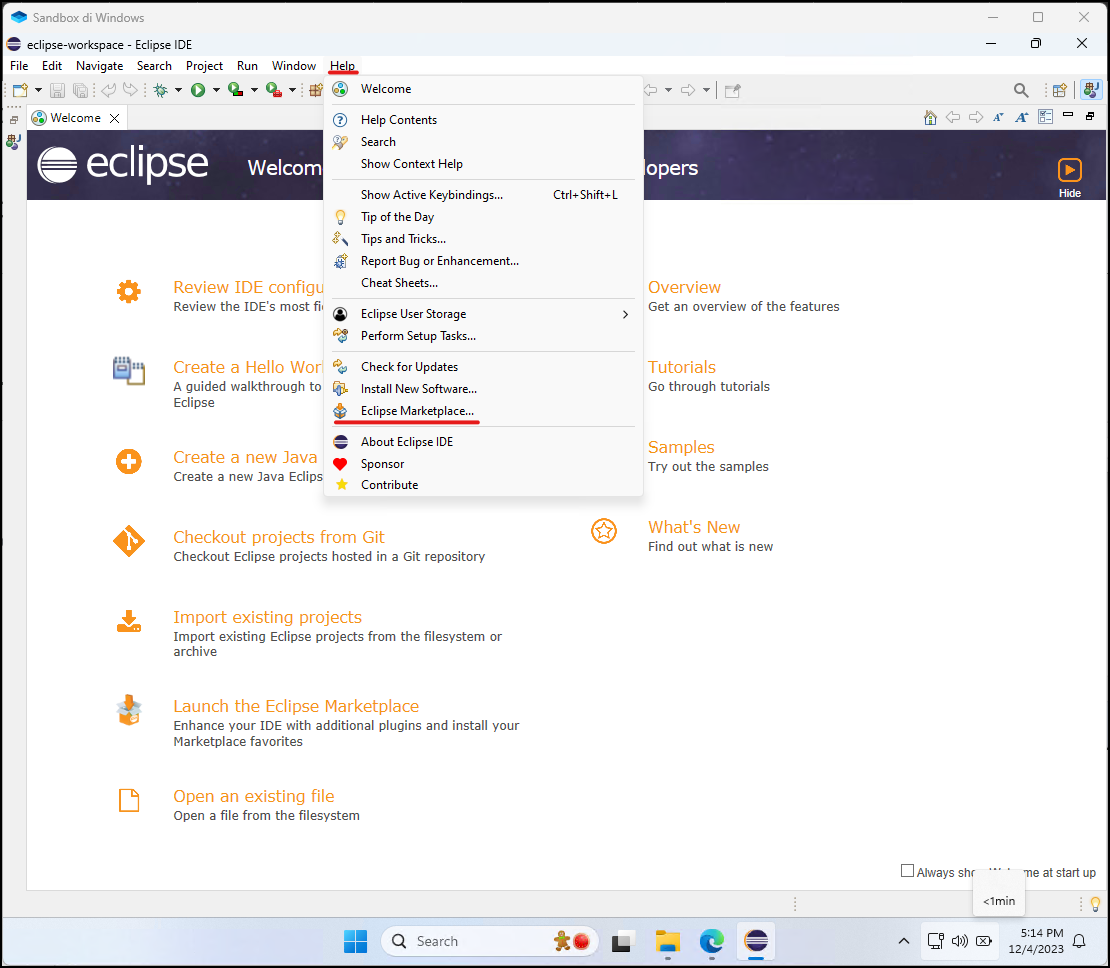 Sandbox di Windows
eclipse-workspace - Eclipse IDE
File Edit Navigate Search Project Run Window Help
Welcome
eclipse
Welcom
lopers
Hide
Welcome
Help Contents
Search
Show Context Help
Show Active Keybindings... Ctrl+Shift+L
Tip of the Day
Tips and Tricks...
Report Bug or Enhancement...
Cheat Sheets...
Eclipse User Storage
Perform Setup Tasks...
Check for Updates
Install New Software...
Eclipse Marketplace...
About Eclipse IDE
Sponsor
Contribute
Review IDE configu
Review the IDE's most fi
Create a Hello Wor
A guided walkthrough to
Eclipse
Create a new Java
Create a new Java Eclips
Checkout projects from Git
Checkout Eclipse projects hosted in a Git repository
Import existing projects
Import existing Eclipse projects from the filesystem or
archive
Launch the Eclipse Marketplace
Enhance your IDE with additional plugins and install your
Marketplace favorites
Open an existing file
Open a file from the filesystem
Overview
Get an overview of the features
Tutorials
Go through tutorials
Samples
Try out the samples
What's New
Find out what is new
Always sho me at start up
<1min
Search
5:14 PM
12/4/2023